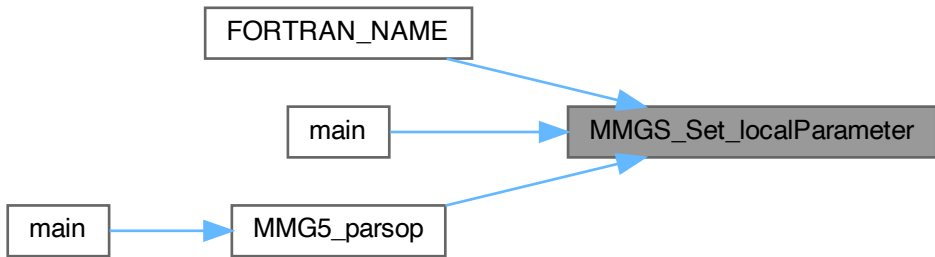 FORTRAN_NAME
main
MMGS_Set_localParameter
main
MMG5_parsop